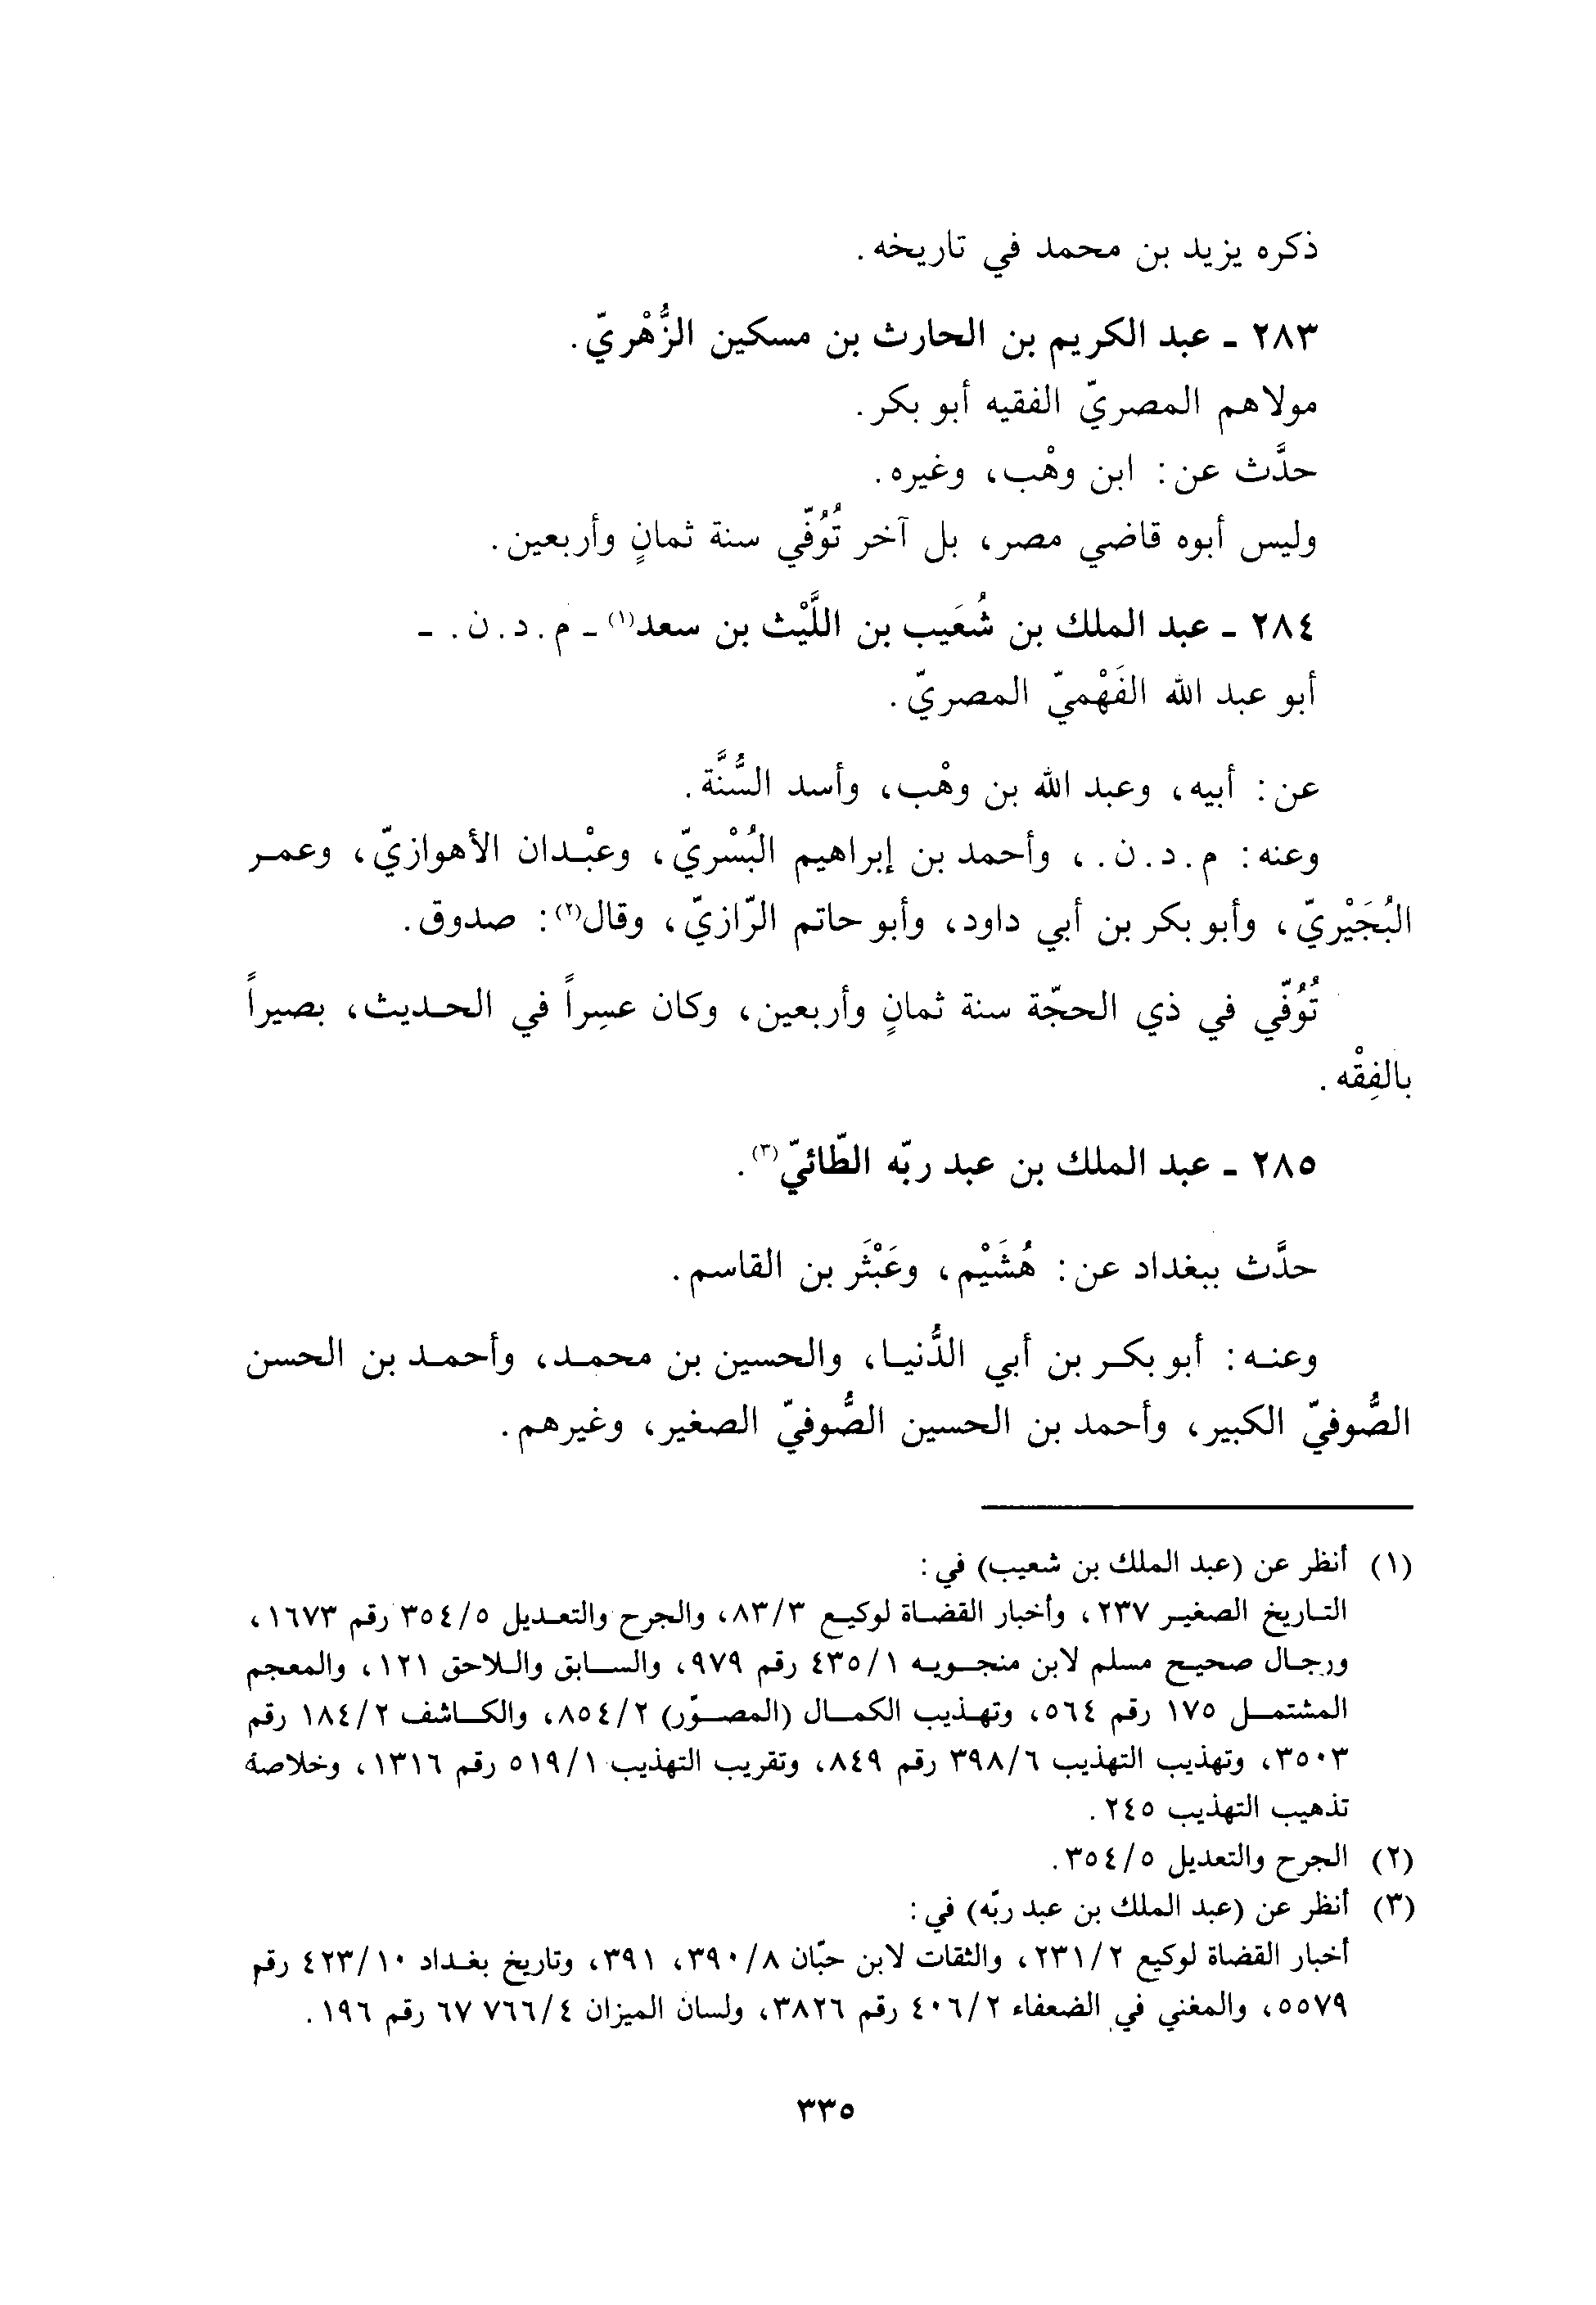 ذكره يزيد بن محمد في تاريخه.
٢٨٣ - عبد الكريم بن الحارث بن مسكين الزُّهْريّ.
مولاهم المصريّ الفقيه أبو بكر.
حدَّث عن: ابن وهْب، وغيره.
وليس أبوه قاضي مصر، بل آخر تُوُفّي سنة ثمانٍ وأربعين.
٢٨٤ - عبد الملك بن شُعَيب بن اللَّيْث بن سعد(١) - م. د. ن. -
أبو عبد الله الفَهْميّ المصريّ.
عن: أبيه، وعبد الله بن وهْب، وأسد السُّنَّة.
وعنه: م. د. ن.، وأحمد بن إبراهيم البُسْريّ، وعبْدان الأهوازيّ، وعمر
البُجَيْريّ، وأبو بكر بن أبي داود، وأبو حاتم الرّازيّ، وقال(٢): صدوق.
تُوُفّي في ذي الحجّة سنة ثمانٍ وأربعين، وكان عسِراً في الحديث، بصيراً
بالفِقْه.
٢٨٥ - عبد الملك بن عبد ربّه الطّائيّ(٣).
حدَّث ببغداد عن: هُشَيْم، وعَبْثَر بن القاسم.
وعنه: أبو بكر بن أبي الدُّنيا، والحسين بن محمد، وأحمد بن الحسن
الصُّوفيّ الكبير، وأحمد بن الحسين الصُّوفيّ الصغير، وغيرهم.
(١) أنظر عن (عبد الملك بن شعيب) في:
التاريخ الصغير ٢٣٧، وأخبار القضاة لوكيع ٨٣/٣، والجرح والتعديل ٣٥٤/٥ رقم ١٦٧٣،
ورجال صحيح مسلم لابن منجويه ٤٣٥/١ رقم ٩٧٩، والسابق واللاحق ١٢١، والمعجم
المشتمل ١٧٥ رقم ٥٦٤، وتهذيب الكمال (المصوّر) ٨٥٤/٢، والكاشف ١٨٤/٢ رقم
٣٥٠٣، وتهذيب التهذيب ٣٩٨/٦ رقم ٨٤٩، وتقريب التهذيب ٥١٩/١ رقم ١٣١٦، وخلاصة
تذهيب التهذيب ٢٤٥.
(٢) الجرح والتعديل ٣٥٤/٥.
(٣) أنظر عن (عبد الملك بن عبد ربّه) في:
أخبار القضاة لوكيع ٢٣١/٢، والثقات لابن حبّان ٣٩٠/٨، ٣٩١، وتاريخ بغداد ٤٢٣/١٠ رقم
٥٥٧٩، والمغني في الضعفاء ٤٠٦/٢ رقم ٣٨٢٦، ولسان الميزان ٧٦٦/٤ ٦٧ رقم ١٩٦.
٣٣٥